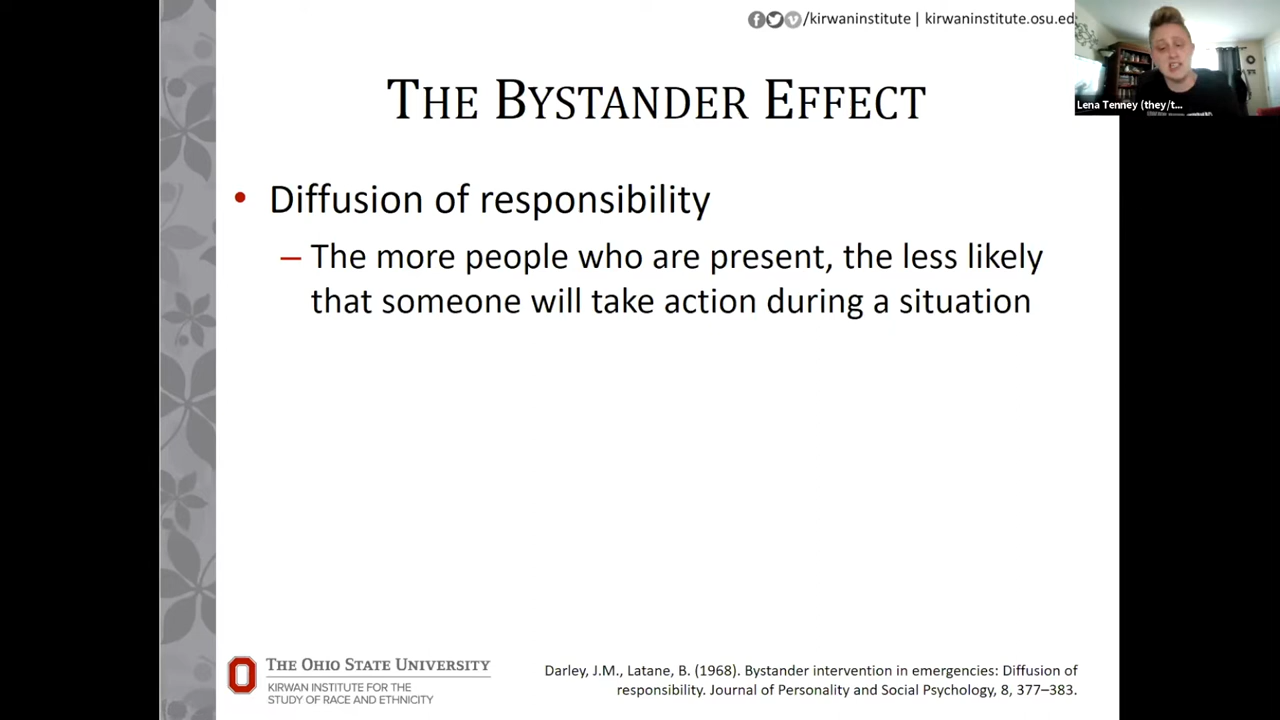 /kirwaninstitute | kirwaninstitute.osu.ed
Lena Tenney (they/t...
THE BYSTANDER EFFECT
• Diffusion of responsibility
– The more people who are present, the less likely
that someone will take action during a situation
THE OHIO STATE UNIVERSITY
KIRWAN INSTITUTE FOR THE
STUDY OF RACE AND ETHNICITY
Darley, J.M., Latane, B. (1968). Bystander intervention in emergencies: Diffusion of
responsibility. Journal of Personality and Social Psychology, 8, 377–383.